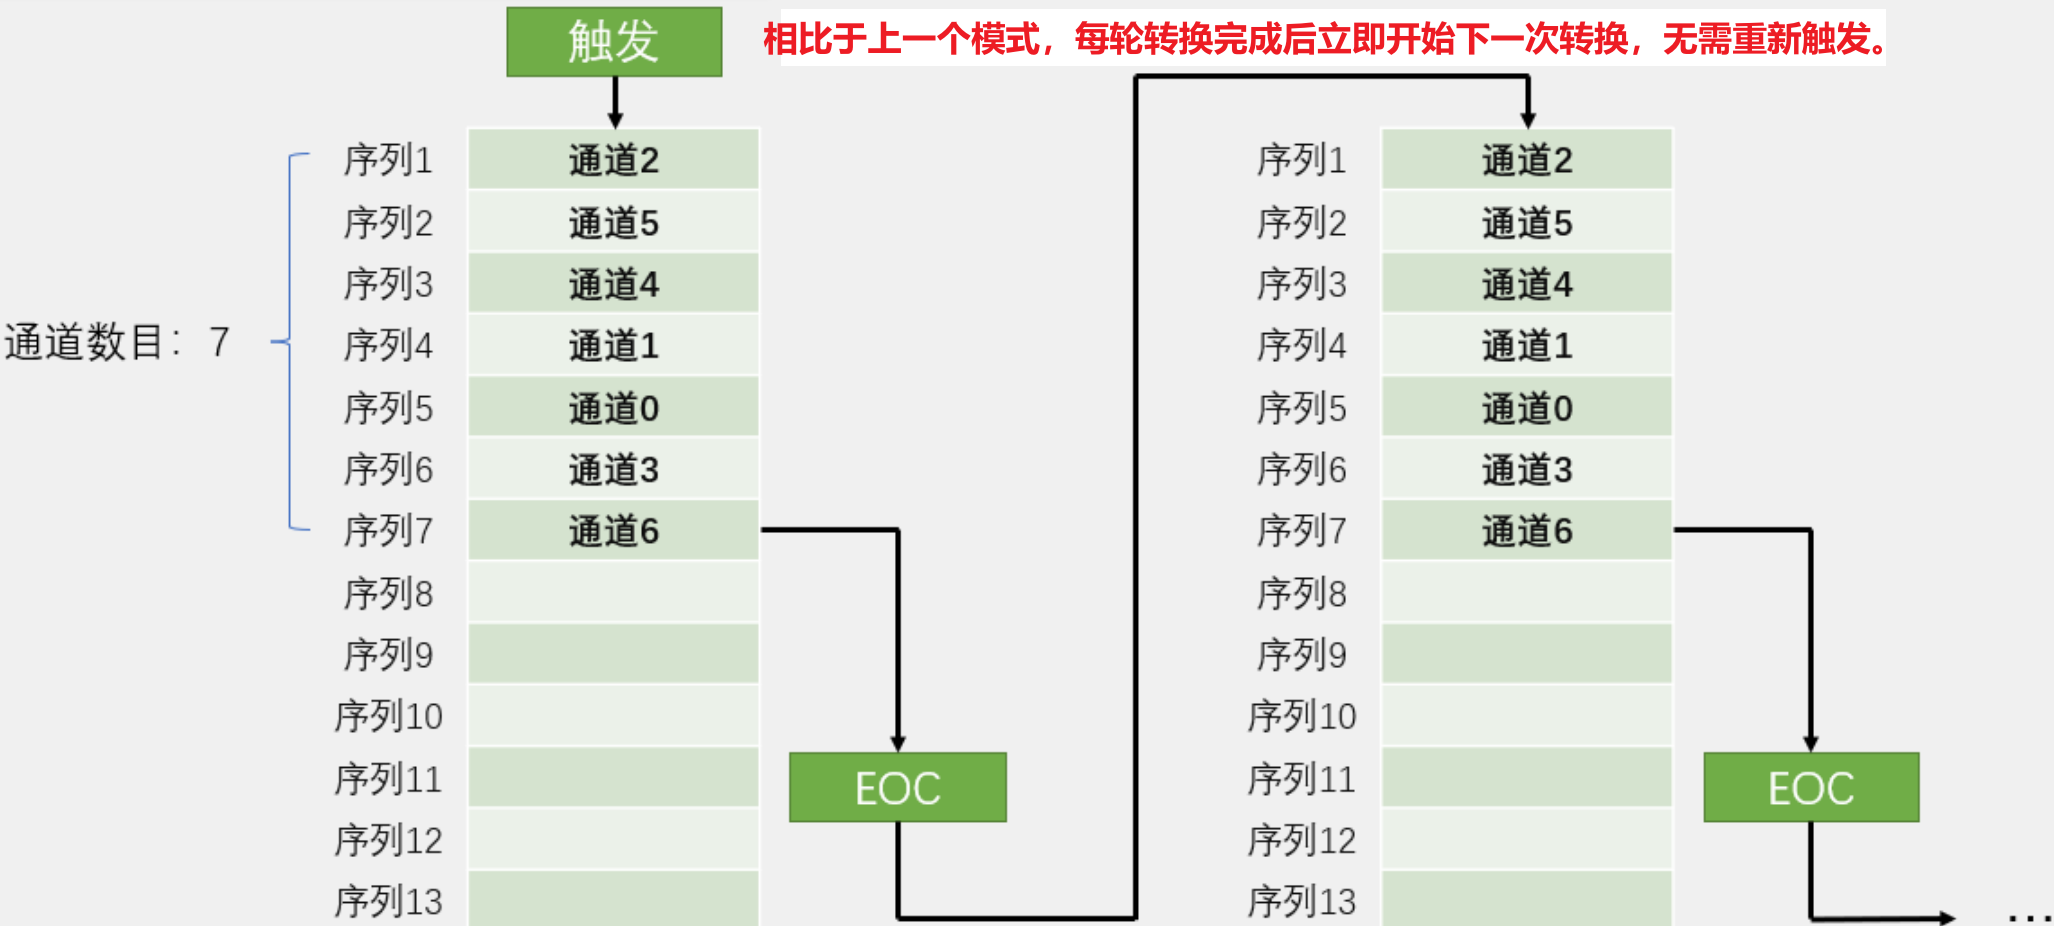 触发
相比于上一个模式，每轮转换完成后立即开始下一次转换，无需重新触发。
通道数目：7
序列1 通道2
序列2 通道5
序列3 通道4
序列4 通道1
序列5 通道0
序列6 通道3
序列7 通道6
序列8
序列9
序列10
序列11
序列12
序列13
EOC
序列1 通道2
序列2 通道5
序列3 通道4
序列4 通道1
序列5 通道0
序列6 通道3
序列7 通道6
序列8
序列9
序列10
序列11
序列12
序列13
EOC
...